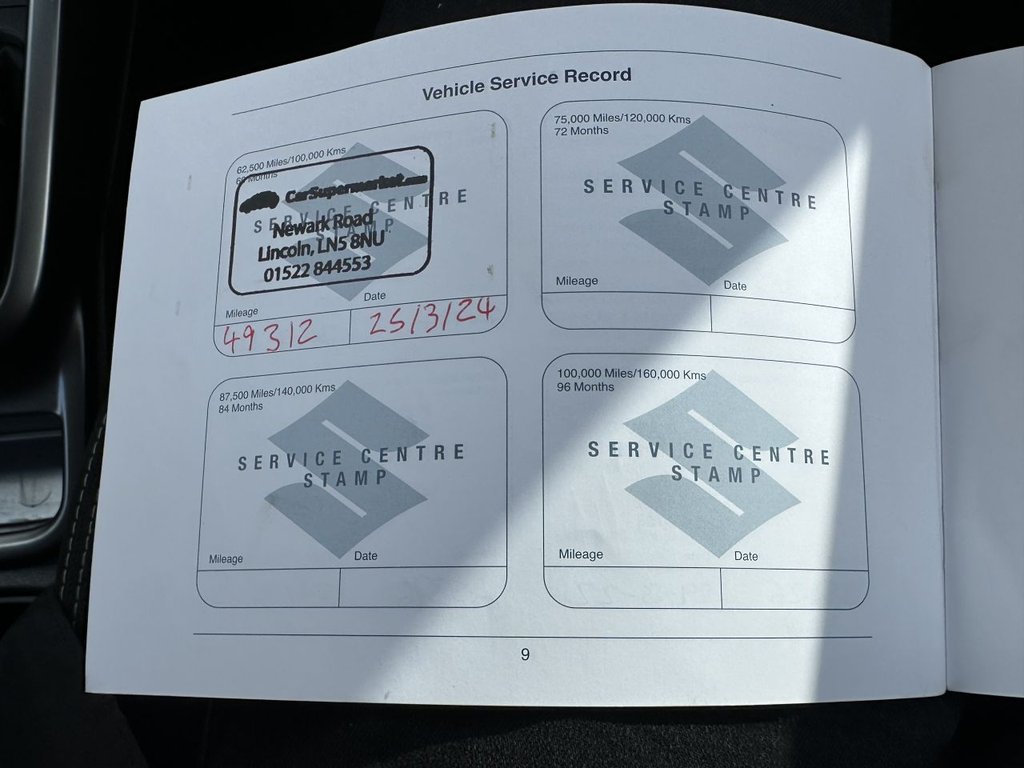 Vehicle Service Record
62,500 Miles/100,000 Kms
60 Months
SERVICE CENTRE
STAMP
CarSupermarket.com
Newark Road
Lincoln, LN5 8NU
01522 844553
Mileage
Date
49312
25/3/24
75,000 Miles/120,000 Kms
72 Months
SERVICE CENTRE
STAMP
Mileage
Date
87,500 Miles/140,000 Kms
84 Months
SERVICE CENTRE
STAMP
Mileage
Date
100,000 Miles/160,000 Kms
96 Months
SERVICE CENTRE
STAMP
Mileage
Date
9